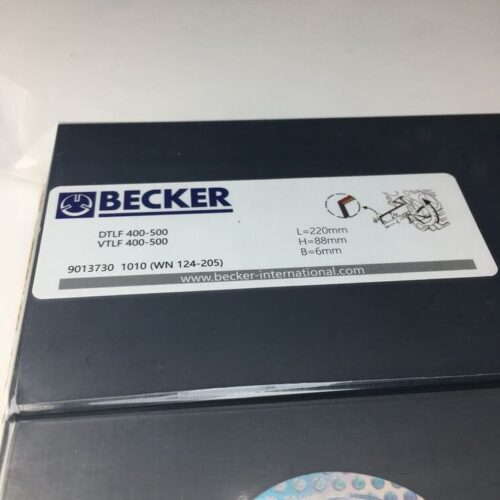 BECKER
DTLF 400-500
VTLF 400-500
L=220mm
H=88mm
B=6mm
9013730 1010 (WN 124-205)
www.becker-international.com